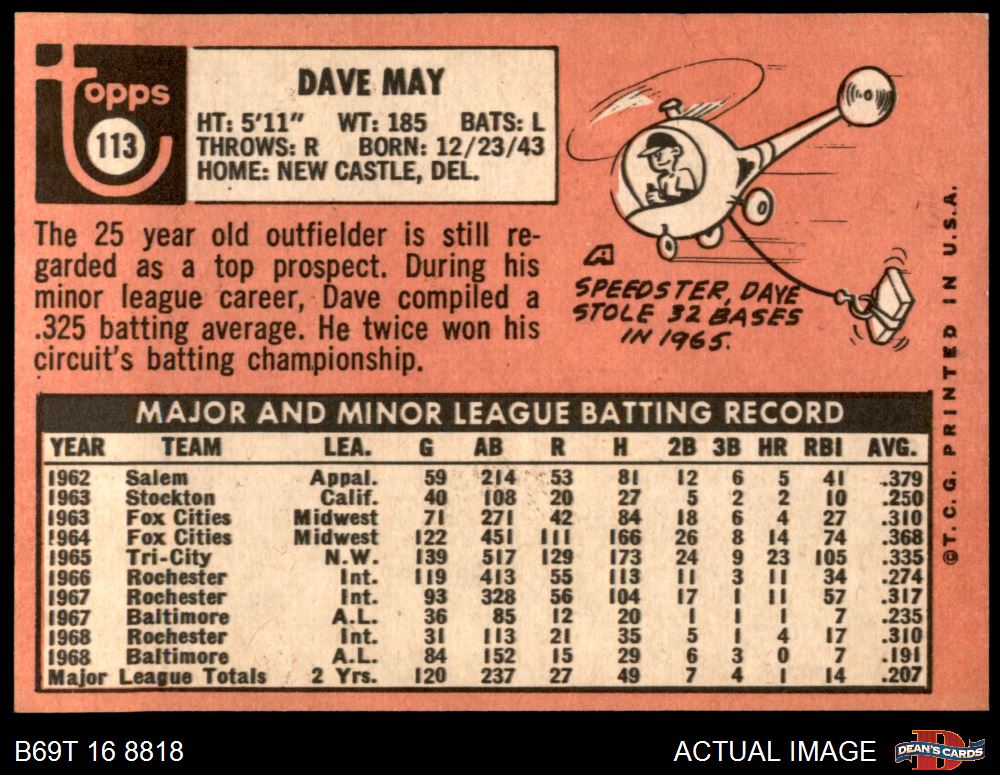 topps
113
DAVE MAY
HT: 5'11" WT: 185 BATS: L
THROWS: R BORN: 12/23/43
HOME: NEW CASTLE, DEL.
The 25 year old outfielder is still re-
garded as a top prospect. During his
minor league career, Dave compiled a
.325 batting average. He twice won his
circuit's batting championship.
A
SPEEDSTER, DAVE
STOLE 32 BASES
IN 1965.
MAJOR AND MINOR LEAGUE BATTING RECORD
YEAR TEAM LEA. G AB R H 2B 3B HR RBI AVG.
1962 Salem Appal. 59 214 53 81 12 6 5 41 .379
1963 Stockton Calif. 40 108 20 27 5 2 2 10 .250
1963 Fox Cities Midwest 71 271 42 84 18 6 4 27 .310
1964 Fox Cities Midwest 122 451 111 166 26 8 14 74 .368
1965 Tri-City N.W. 139 517 129 173 24 9 23 105 .335
1966 Rochester Int. 119 413 55 113 11 3 11 34 .274
1967 Rochester Int. 93 328 56 104 17 1 11 57 .317
1967 Baltimore A.L. 36 85 12 20 1 1 1 7 .235
1968 Rochester Int. 31 113 21 35 5 1 4 17 .310
1968 Baltimore A.L. 84 152 15 29 6 3 0 7 .191
Major League Totals 2 Yrs. 120 237 27 49 7 4 1 14 .207
©T. C. G. PRINTED IN U.S.A.
B69T 16 8818
ACTUAL IMAGE
DEAN'S CARDS